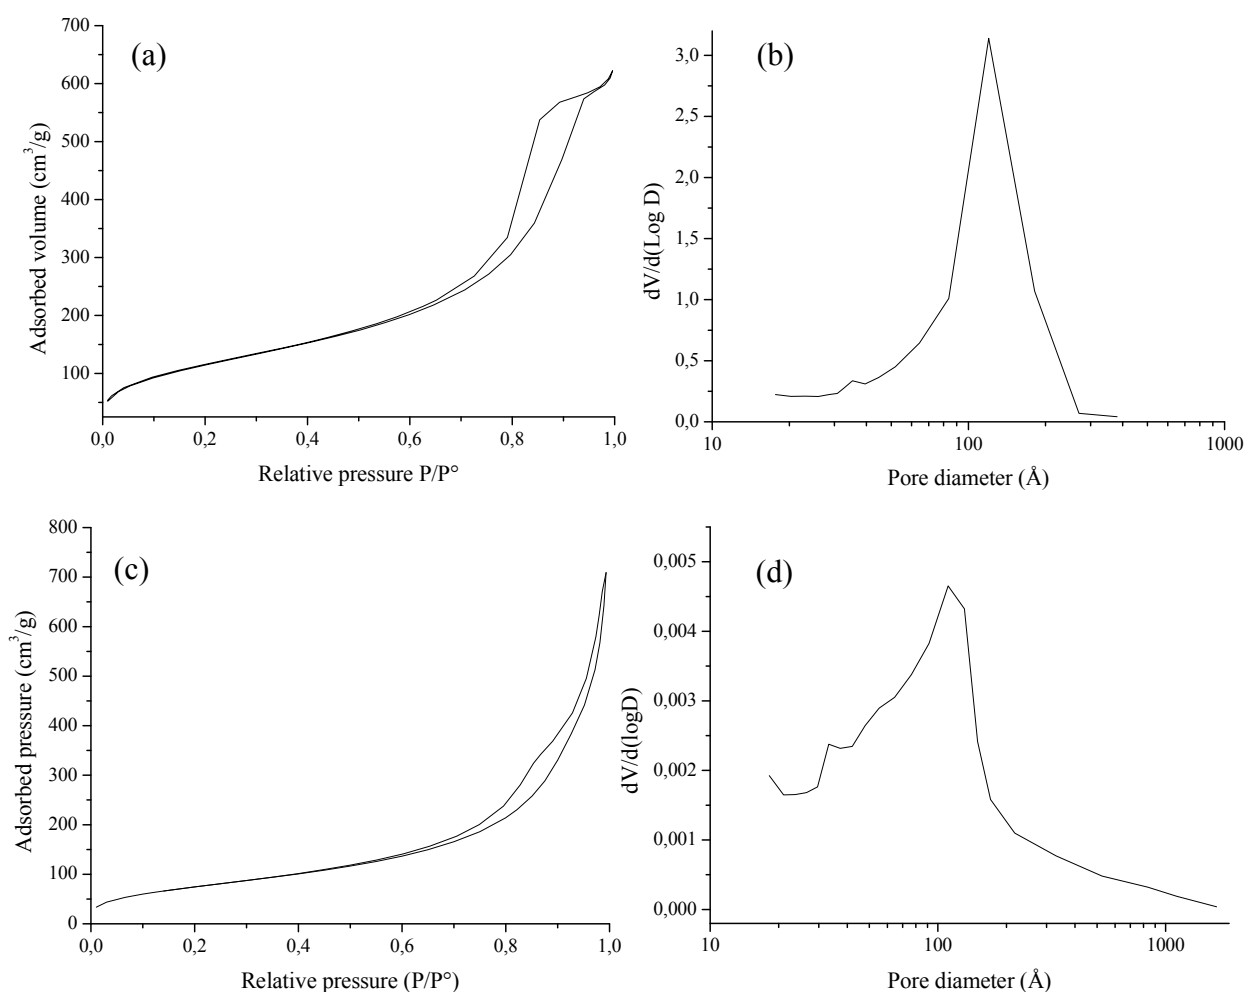 (a)
Adsorbed volume (cm³/g)
700
600
500
400
300
200
100
0,0 0,2 0,4 0,6 0,8 1,0
Relative pressure P/P°
(b)
dV/d(Log D)
3,0
2,5
2,0
1,5
1,0
0,5
0,0
10 100 1000
Pore diameter (Å)
(c)
Adsorbed pressure (cm³/g)
800
700
600
500
400
300
200
100
0
0,0 0,2 0,4 0,6 0,8 1,0
Relative pressure (P/P°)
(d)
dV/d(logD)
0,005
0,004
0,003
0,002
0,001
0,000
10 100 1000
Pore diameter (Å)